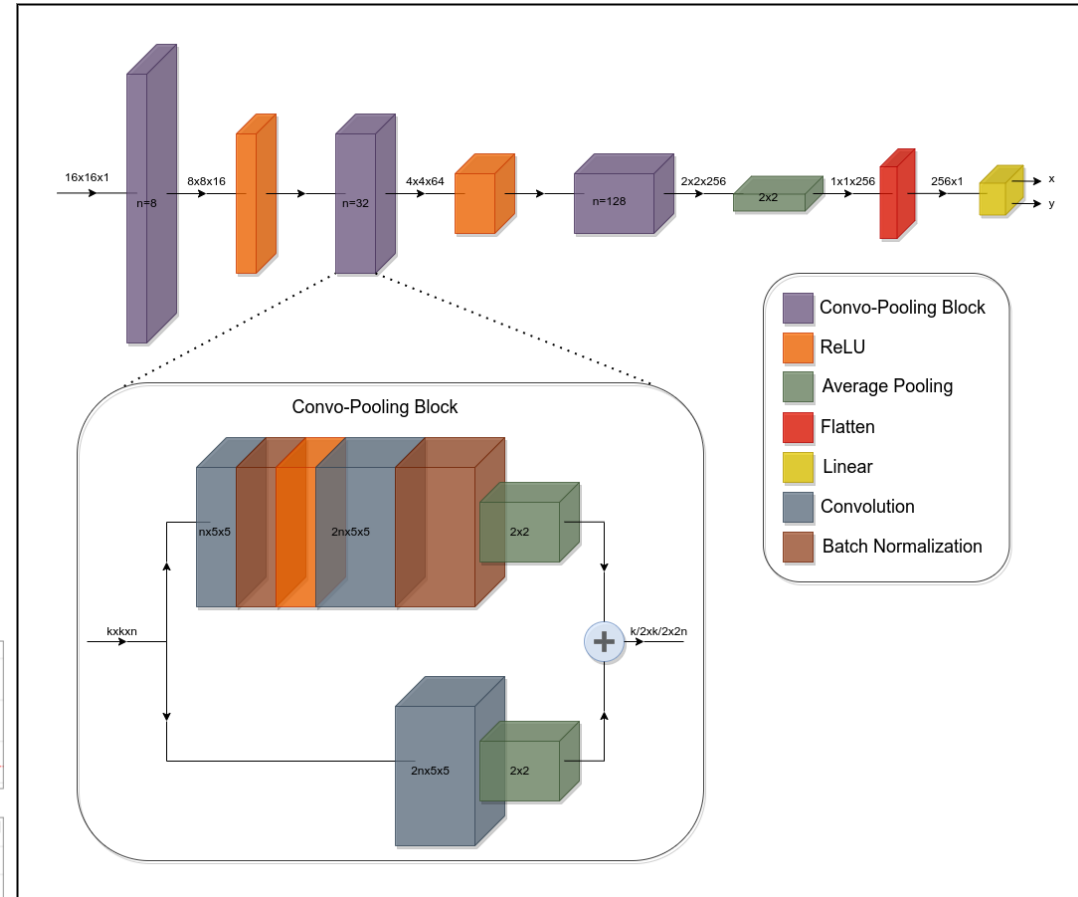 16x16x1
n=8
8x8x16
n=32
4x4x64
n=128
2x2x256
2x2
1x1x256
256x1
x
y
Convo-Pooling Block
ReLU
Average Pooling
Flatten
Linear
Convolution
Batch Normalization
Convo-Pooling Block
nx5x5
2nx5x5
2x2
kxkxn
k/2xk/2x2n
2nx5x5
2x2